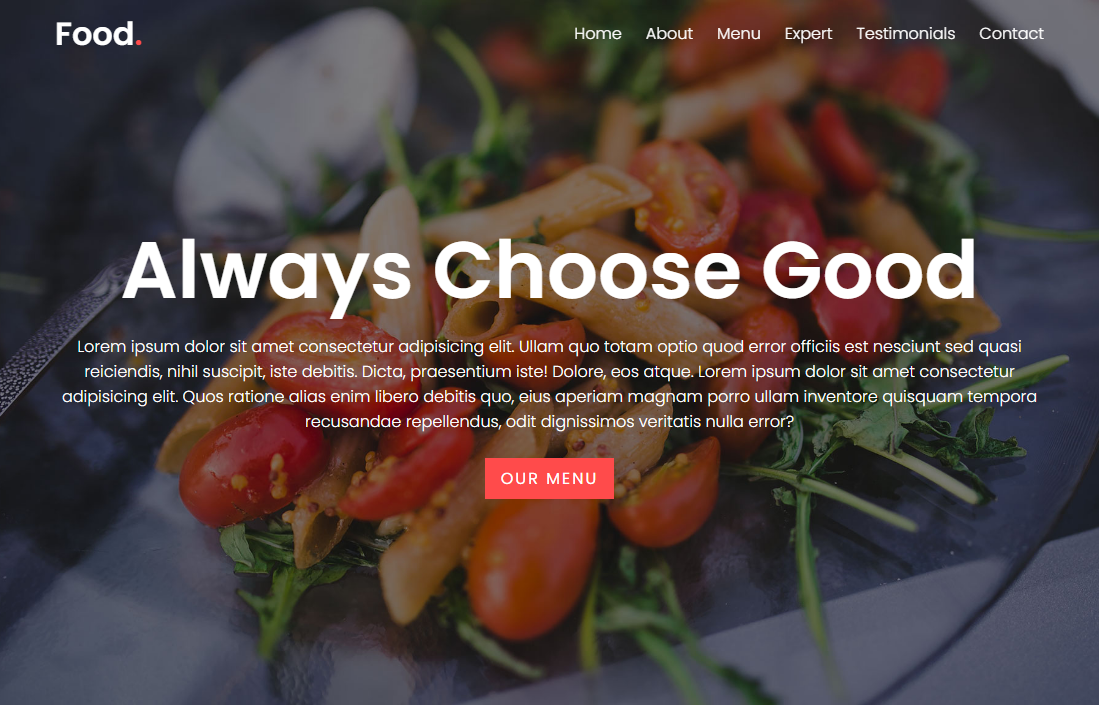 Food.
Home About Menu Expert Testimonials Contact
Always Choose Good
Lorem ipsum dolor sit amet consectetur adipisicing elit. Ullam quo totam optio quod error officiis est nesciunt sed quasi
reiciendis, nihil suscipit, iste debitis. Dicta, praesentium iste! Dolore, eos atque. Lorem ipsum dolor sit amet consectetur
adipisicing elit. Quos ratione alias enim libero debitis quo, eius aperiam magnam porro ullam inventore quisquam tempora
recusandae repellendus, odit dignissimos veritatis nulla error?
OUR MENU